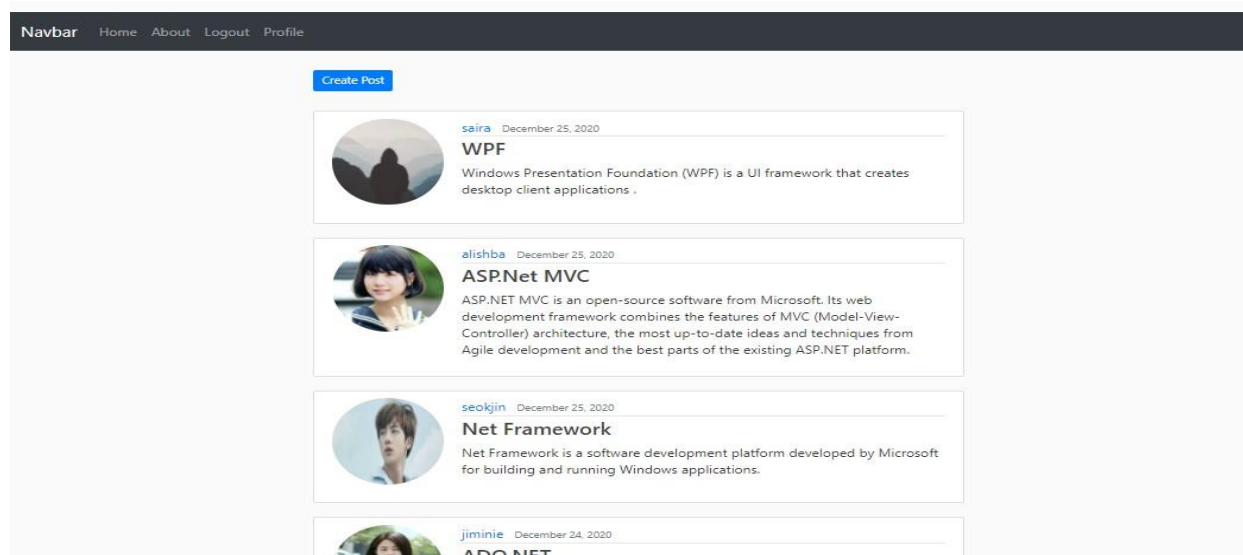 Navbar Home About Logout Profile
Create Post
saira December 25, 2020
WPF
Windows Presentation Foundation (WPF) is a UI framework that creates
desktop client applications .
alishba December 25, 2020
ASP.Net MVC
ASP.NET MVC is an open-source software from Microsoft. Its web
development framework combines the features of MVC (Model-View-
Controller) architecture, the most up-to-date ideas and techniques from
Agile development and the best parts of the existing ASP.NET platform.
seokjin December 25, 2020
Net Framework
Net Framework is a software development platform developed by Microsoft
for building and running Windows applications.
jiminie December 24, 2020
ADO.NET